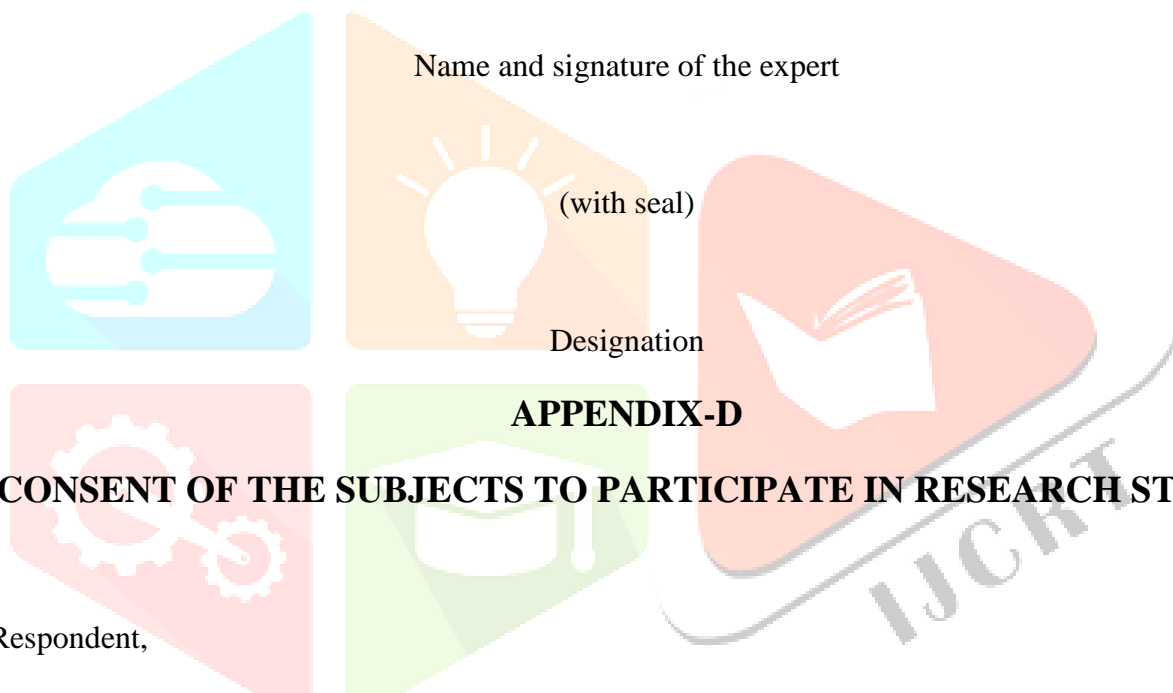 Name and signature of the expert
(with seal)
Designation
APPENDIX-D
CONSENT OF THE SUBJECTS TO PARTICIPATE IN RESEARCH ST
Respondent,
IJCRT